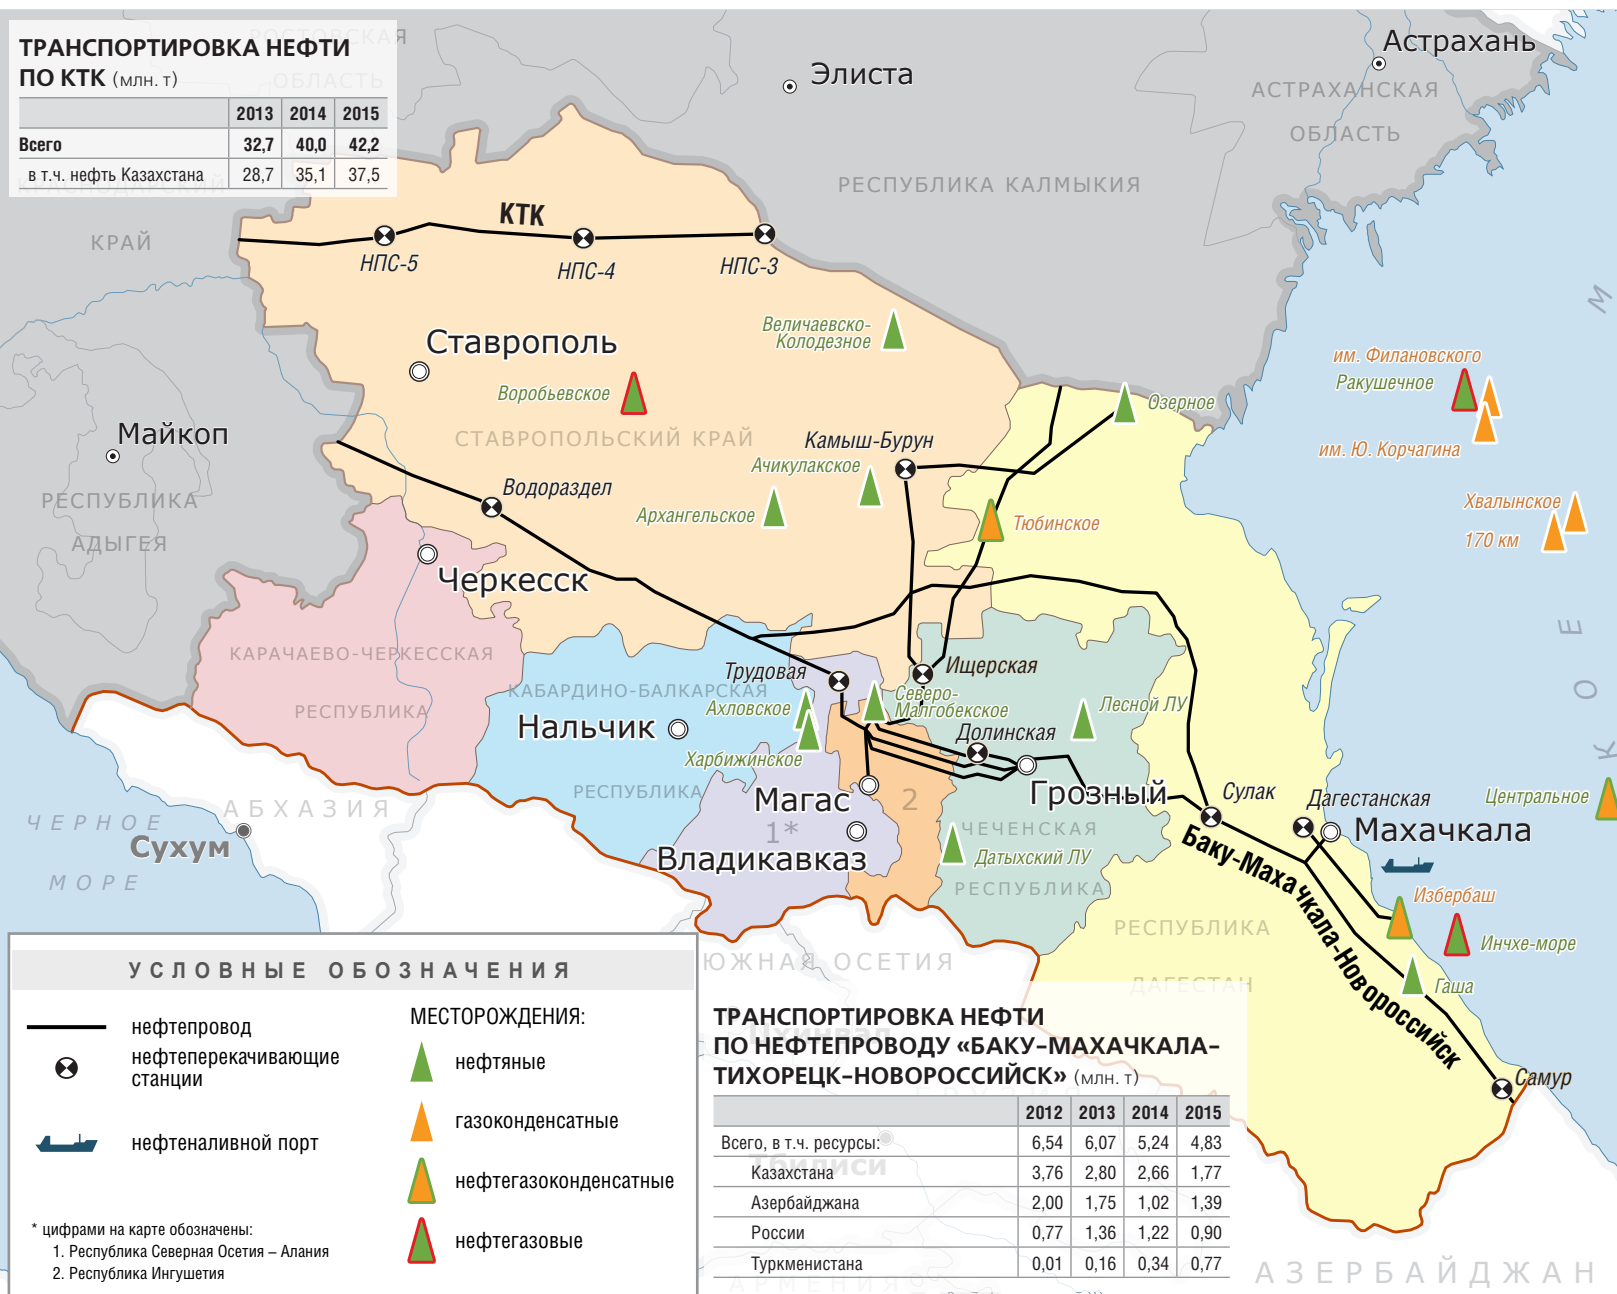 ТРАНСПОРТИРОВКА НЕФТИ
ПО КТК (млн. т)
2013 2014 2015
Всего 32,7 40,0 42,2
в т.ч. нефть Казахстана 28,7 35,1 37,5
РОСТОВСКАЯ
ОБЛАСТЬ
КРАСНОДАРСКИЙ
КРАЙ
Элиста
Астрахань
АСТРАХАНСКАЯ
ОБЛАСТЬ
РЕСПУБЛИКА КАЛМЫКИЯ
КТК
НПС-5
НПС-4
НПС-3
Величаевско-
Колодезное
Ставрополь
Воробьевское
СТАВРОПОЛЬСКИЙ КРАЙ
Камыш-Бурун
Ачикулакское
Архангельское
Водораздел
Озерное
Тюбинское
им. Филановского
Ракушечное
им. Ю. Корчагина
Хвалынское
170 км
М
К О Е
Майкоп
РЕСПУБЛИКА
АДЫГЕЯ
Черкесск
КАРАЧАЕВО-ЧЕРКЕССКАЯ
РЕСПУБЛИКА
КАБАРДИНО-БАЛКАРСКАЯ
РЕСПУБЛИКА
Нальчик
Трудовая
Ахловское
Харбижинское
Ищерская
Северо-
Малгобекское
Долинская
Лесной ЛУ
Грозный
Магас
1*
2
Владикавказ
ЧЕЧЕНСКАЯ
РЕСПУБЛИКА
Датыхский ЛУ
Сулак
Дагестанская
Махачкала
Центральное
Избербаш
Инчхе-море
Гаша
Баку-Махачкала-Новороссийск
Самур
РЕСПУБЛИКА
ДАГЕСТАН
АБХАЗИЯ
Сухум
ЧЕРНОЕ
МОРЕ
ЮЖНАЯ ОСЕТИЯ
Цхинвал
Тбилиси
АРМЕНИЯ
АЗЕРБАЙДЖАН
УСЛОВНЫЕ ОБОЗНАЧЕНИЯ
нефтепровод
нефтеперекачивающие
станции
нефтеналивной порт
МЕСТОРОЖДЕНИЯ:
нефтяные
газоконденсатные
нефтегазоконденсатные
нефтегазовые
* цифрами на карте обозначены:
1. Республика Северная Осетия – Алания
2. Республика Ингушетия
ТРАНСПОРТИРОВКА НЕФТИ
ПО НЕФТЕПРОВОДУ «БАКУ–МАХАЧКАЛА–
ТИХОРЕЦК–НОВОРОССИЙСК» (млн. т)
2012 2013 2014 2015
Всего, в т.ч. ресурсы: 6,54 6,07 5,24 4,83
Казахстана 3,76 2,80 2,66 1,77
Азербайджана 2,00 1,75 1,02 1,39
России 0,77 1,36 1,22 0,90
Туркменистана 0,01 0,16 0,34 0,77